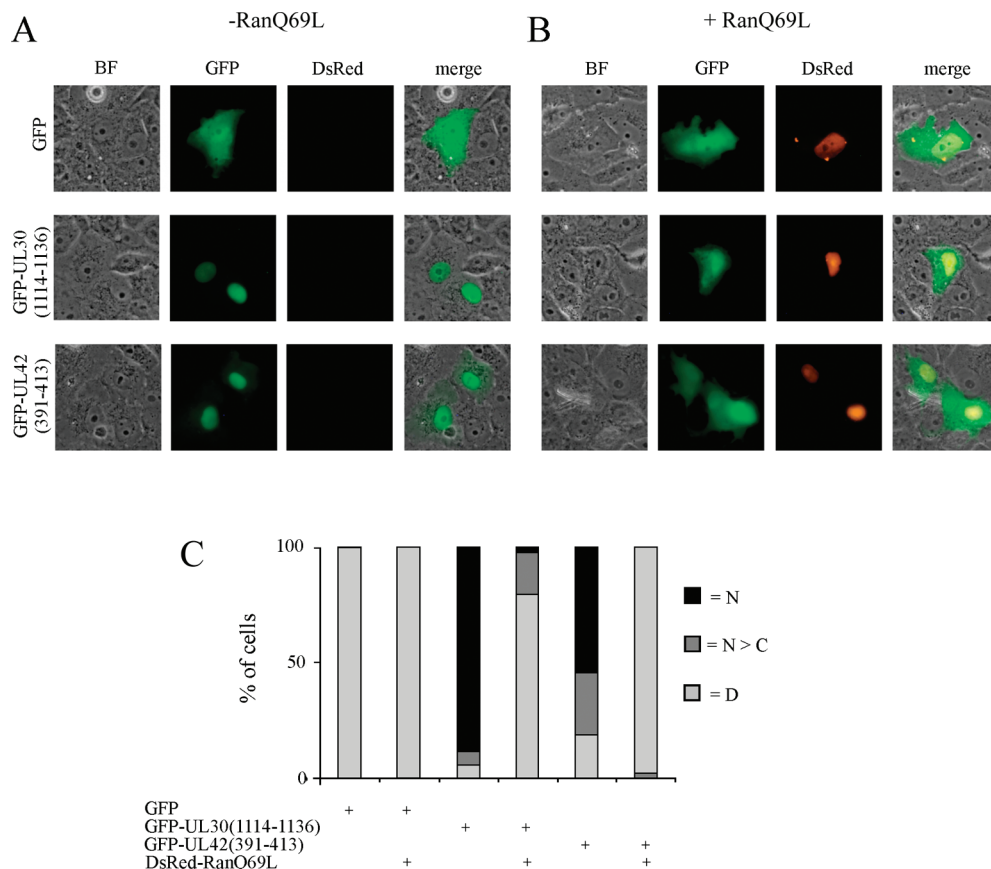 A
-RanQ69L
B
+ RanQ69L
BF GFP DsRed merge
BF GFP DsRed merge
GFP
GFP-UL30
(1114-1136)
GFP-UL42
(391-413)
C
% of cells
100
50
0
= N
= N > C
= D
GFP + +
GFP-UL30(1114-1136) + +
GFP-UL42(391-413) + +
DsRed-RanQ69L + + +